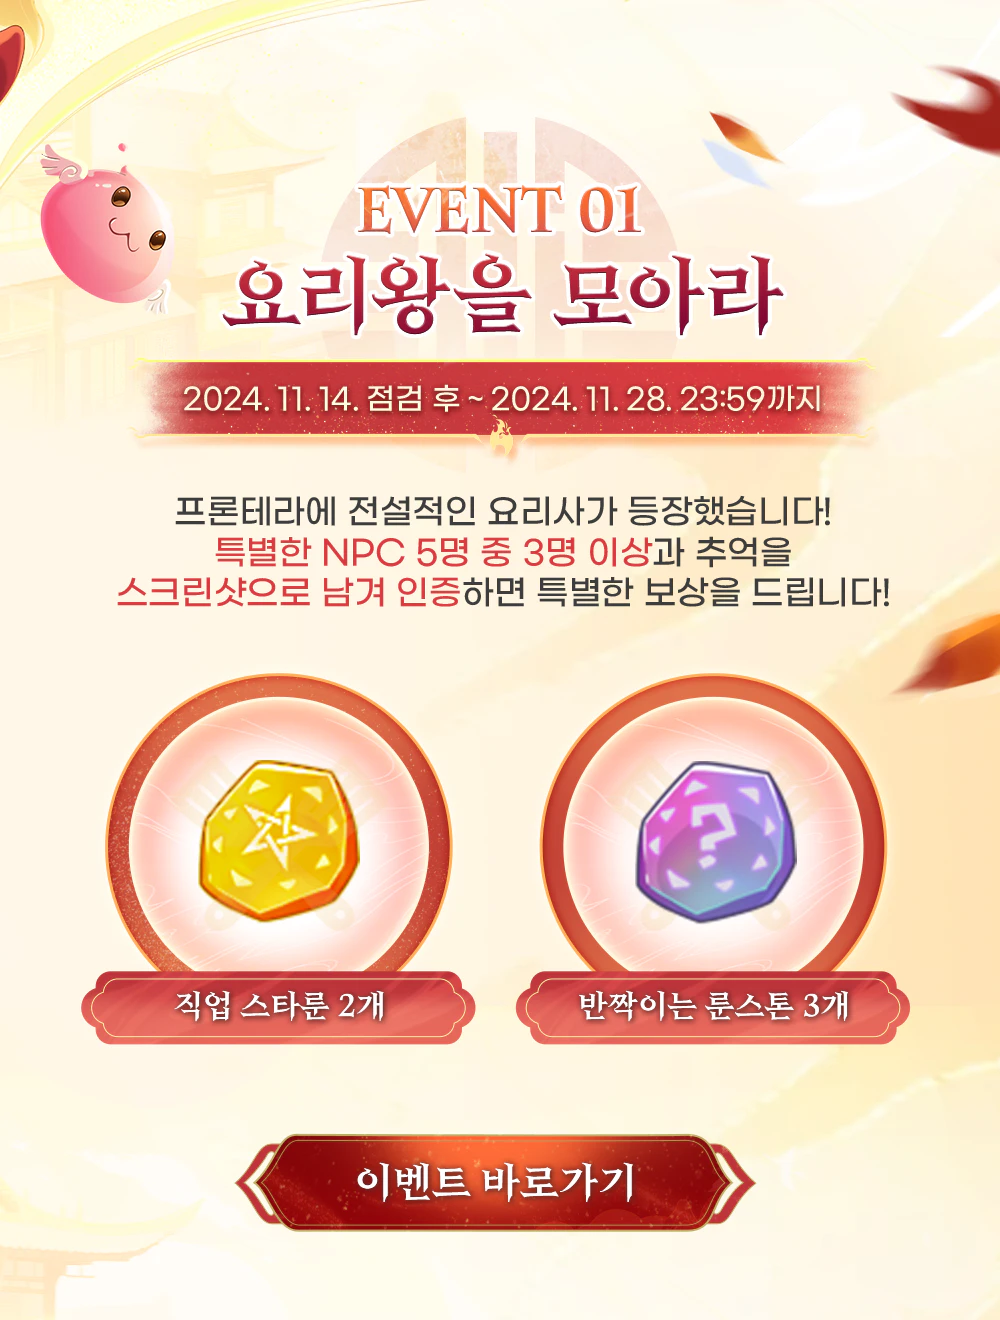 EVENT 01
요리왕을 모아라
2024. 11. 14. 점검 후 ~ 2024. 11. 28. 23:59까지
프론테라에 전설적인 요리사가 등장했습니다!
특별한 NPC 5명 중 3명 이상과 추억을
스크린샷으로 남겨 인증하면 특별한 보상을 드립니다!
직업 스타룬 2개
반짝이는 룬스톤 3개
이벤트 바로가기